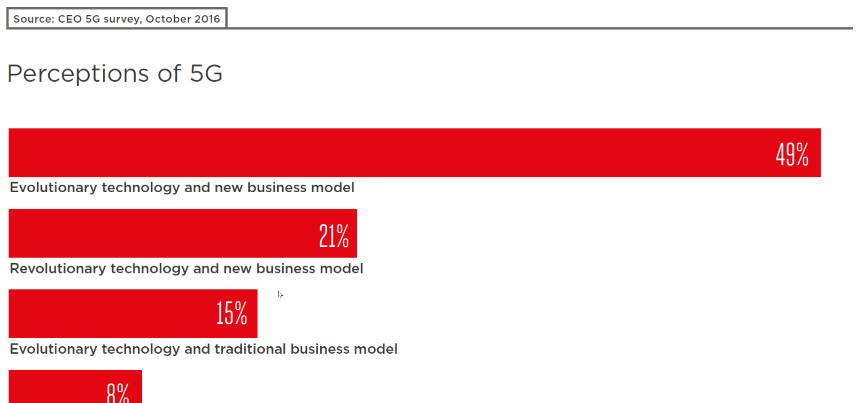 Source: CEO 5G survey, October 2016
Perceptions of 5G
49%
Evolutionary technology and new business model
21%
Revolutionary technology and new business model
15%
Evolutionary technology and traditional business model
8%